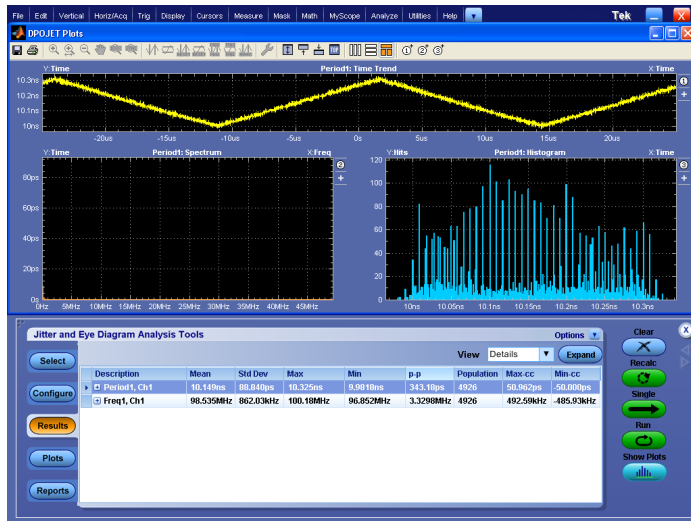 File Edit Vertical Horiz/Acq Trig Display Cursors Measure Mask Math MyScope Analyze Utilities Help Tek X
DPOJET Plots
Y:Time Period1: Time Trend X:Time
10.3ns
10.2ns
10.1ns
10ns
-20us -15us -10us -5us 0s 5us 10us 15us 20us
1
Y:Time Period1: Spectrum X:Freq
80ps
60ps
40ps
20ps
0s
0Hz 5MHz 10MHz 15MHz 20MHz 25MHz 30MHz 35MHz 40MHz 45MHz
2
Y:Hits Period1: Histogram X:Time
120
100
80
60
40
20
0
10ns 10.05ns 10.1ns 10.15ns 10.2ns 10.25ns 10.3ns
3
Jitter and Eye Diagram Analysis Tools Options
View Details Expand
Select
Configure
Results
Plots
Reports
Description Mean Std Dev Max Min p-p Population Max-cc Min-cc
Period1, Ch1 10.149ns 88.840ps 10.325ns 9.9818ns 343.18ps 4926 50.962ps -50.000ps
Freq1, Ch1 98.535MHz 862.03kHz 100.18MHz 96.852MHz 3.3298MHz 4926 492.59kHz -485.93kHz
Clear
Recalc
Single
Run
Show Plots